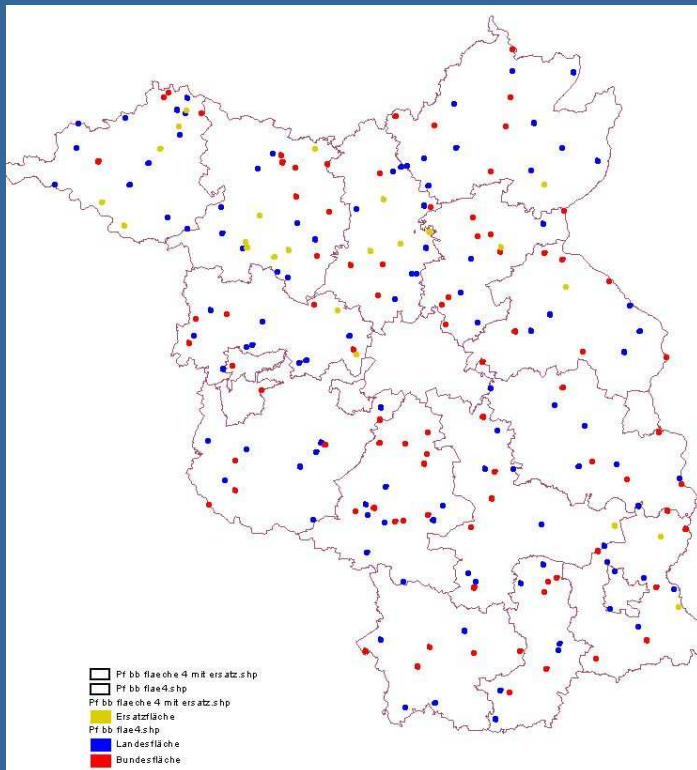 Pf bb flaeche 4 mit ersatz.shp
Pf bb flae4.shp
Pf bb flaeche 4 mit ersatz.shp
Ersatzfläche
Pf bb flae4.shp
Landesfläche
Bundesfläche